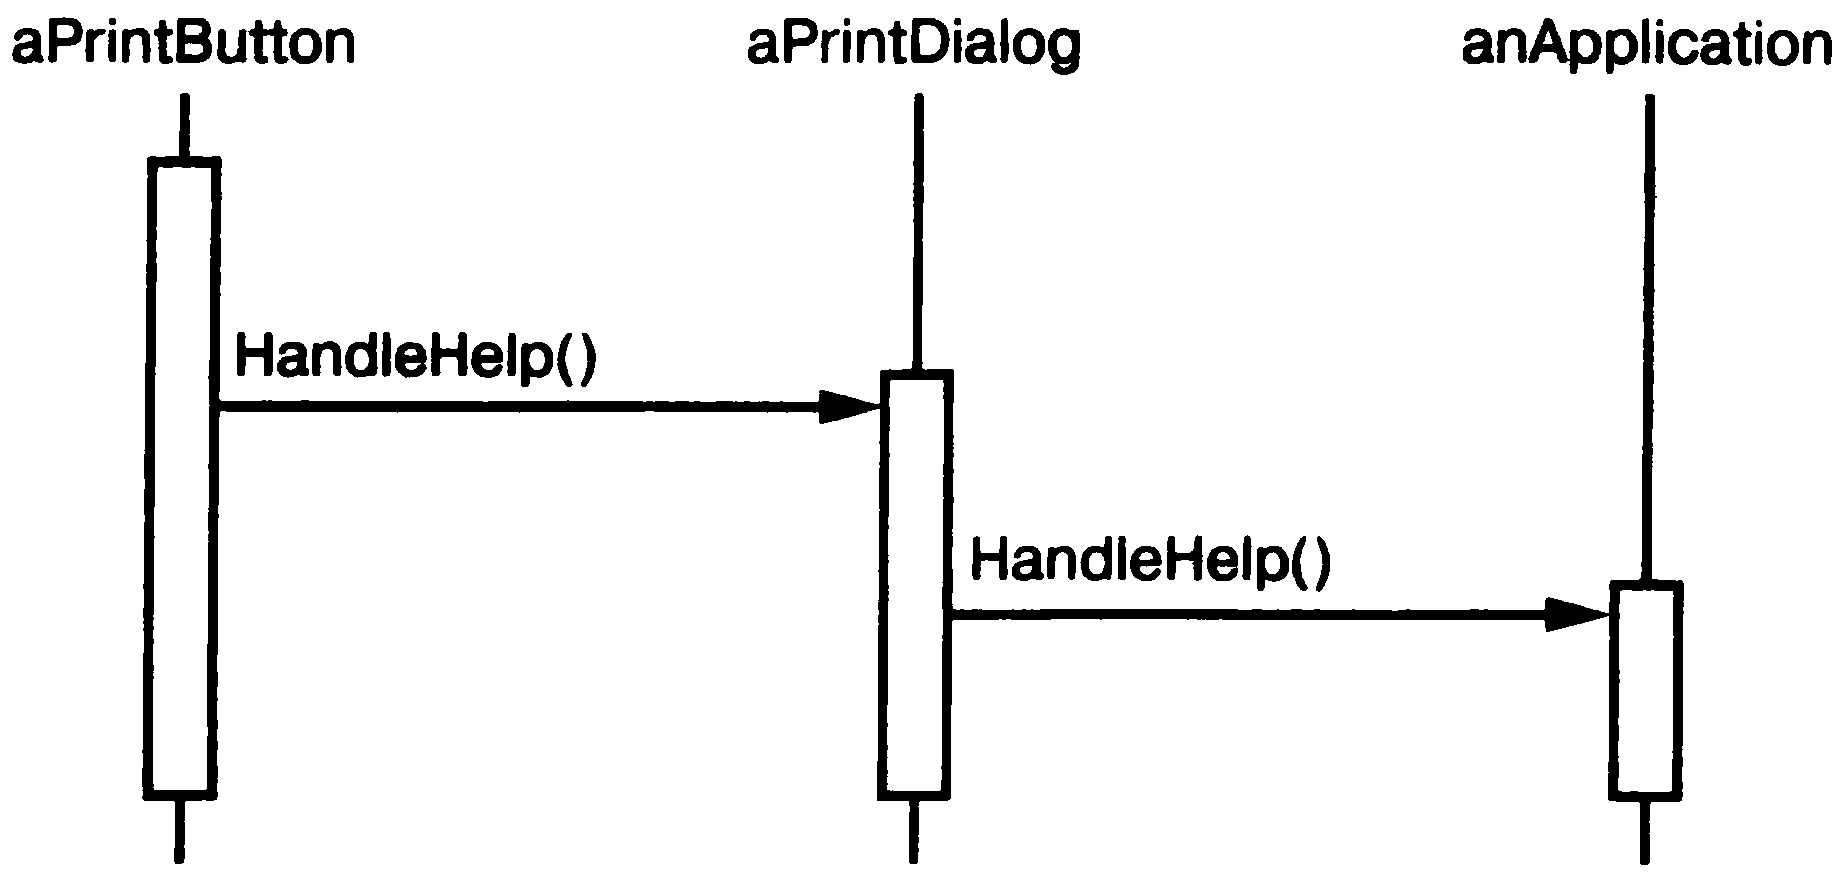 aPrintButton
aPrintDialog
anApplication
HandleHelp()
HandleHelp()